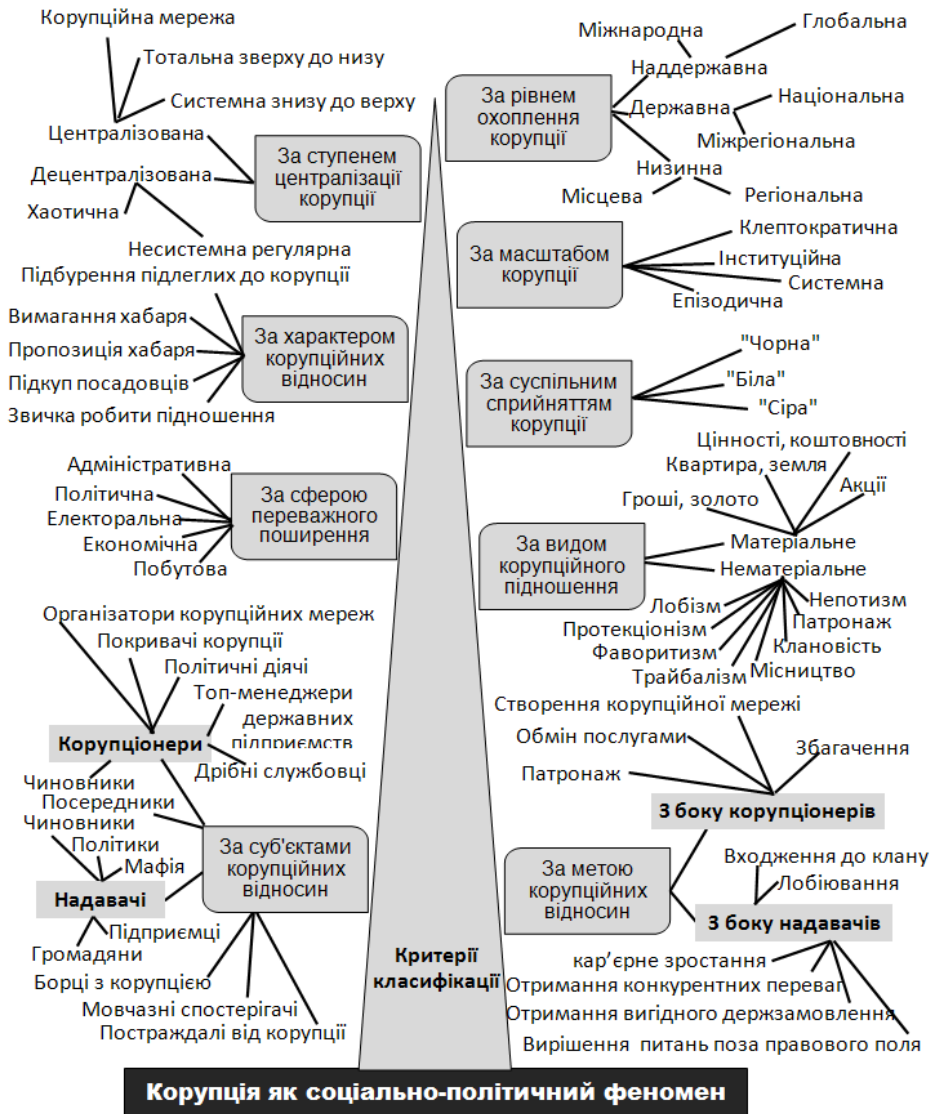 Корупційна мережа
Тотальна зверху до низу
Системна знизу до верху
Централізована
За ступенем
централізації
корупції
Децентралізована
Хаотична
Несистемна регулярна
Підбурення підлеглих до корупції
Вимагання хабаря
Пропозиція хабаря
Підкуп посадовців
Звичка робити підношення
За характером
корупційних
відносин
Адміністративна
Політична
Електоральна
Економічна
Побутова
За сферою
переважного
поширення
Організатори корупційних мереж
Покривачі корупції
Політичні діячі
Топ-менеджери
державних
підприємств
Корупціонери
Дрібні службовці
Чиновники
Посередники
Чиновники
Політики
Мафія
За суб'єктами
корупційних
відносин
Надавачі
Підприємці
Громадяни
Борці з корупцією
Мовчазні спостерігачі
Постраждалі від корупції
Глобальна
Міжнародна
Наддержавна
За рівнем
охоплення
корупції
Державна
Національна
Міжрегіональна
Низинна
Місцева
Регіональна
Клептократична
За масштабом
корупції
Інституційна
Системна
Епізодична
"Чорна"
За суспільним
сприйняттям
корупції
"Біла"
"Сіра"
Цінності, коштовності
Квартира, земля
Акції
Гроші, золото
За видом
корупційного
підношення
Матеріальне
Нематеріальне
Лобізм
Протекціонізм
Фаворитизм
Трайбалізм
Непотизм
Патронаж
Клановість
Місництво
Створення корупційної мережі
Обмін послугами
Збагачення
Патронаж
З боку корупціонерів
За метою
корупційних
відносин
Входження до клану
Лобіювання
З боку надавачів
кар’єрне зростання
Отримання конкурентних переваг
Отримання вигідного держзамовлення
Вирішення питань поза правового поля
Критерії
класифікації
Корупція як соціально-політичний феномен